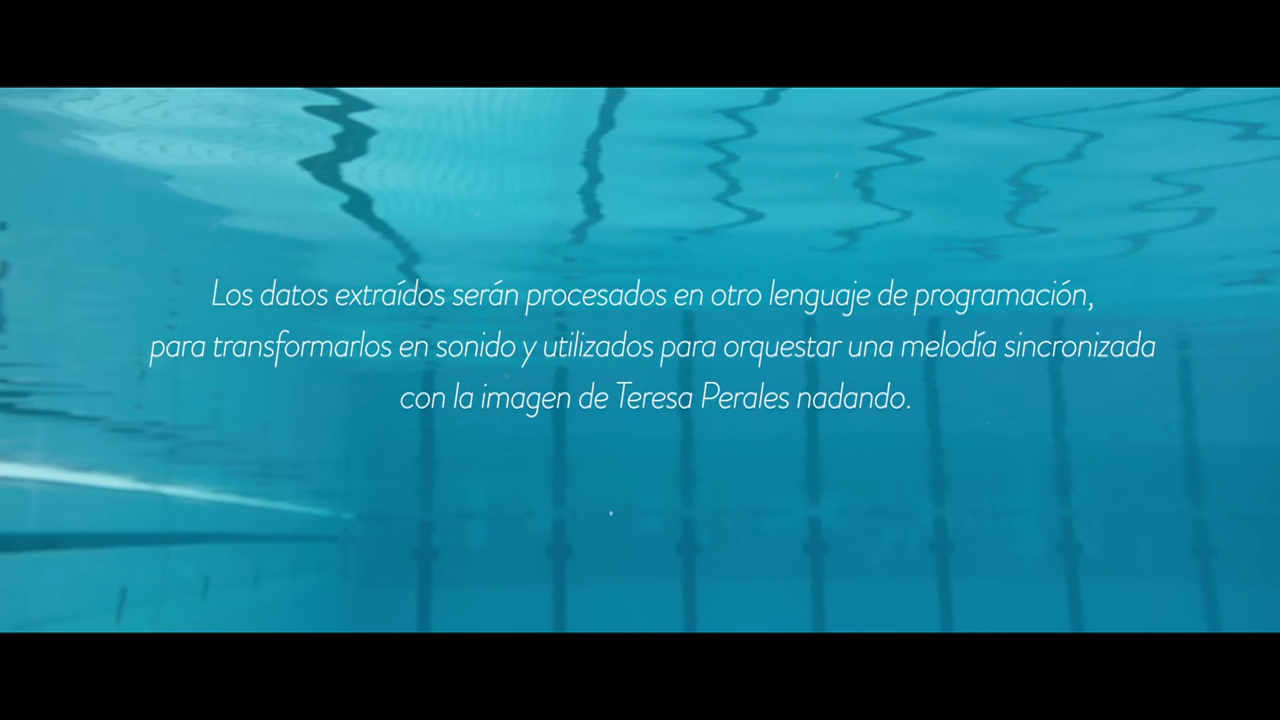 Los datos extraídos serán procesados en otro lenguaje de programación,
para transformarlos en sonido y utilizados para orquestar una melodía sincronizada
con la imagen de Teresa Perales nadando.